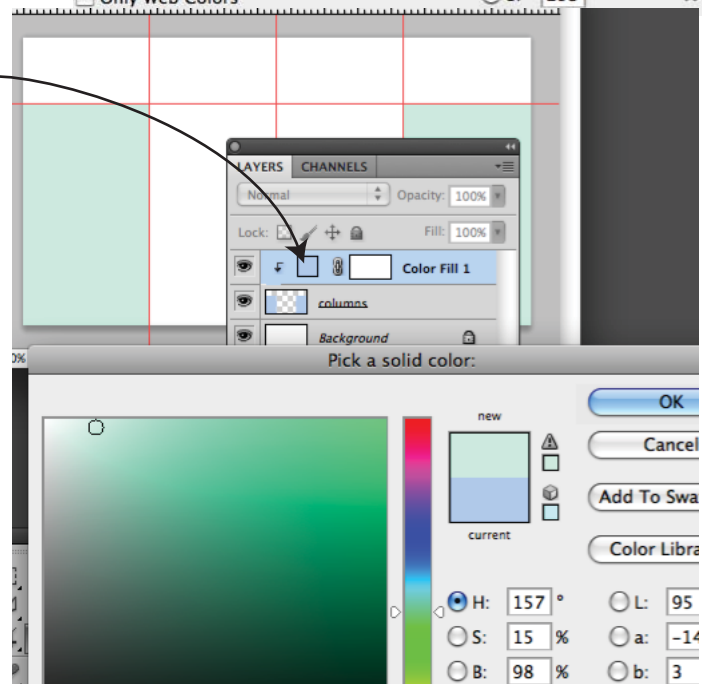 Only Web Colors
LAYERS CHANNELS
Normal Opacity: 100%
Lock: Fill: 100%
Color Fill 1
columns
Background
Pick a solid color:
new
current
OK
Cancel
Add To Swa
Color Libra
H: 157 ° L: 95
S: 15 % a: -14
B: 98 % b: 3